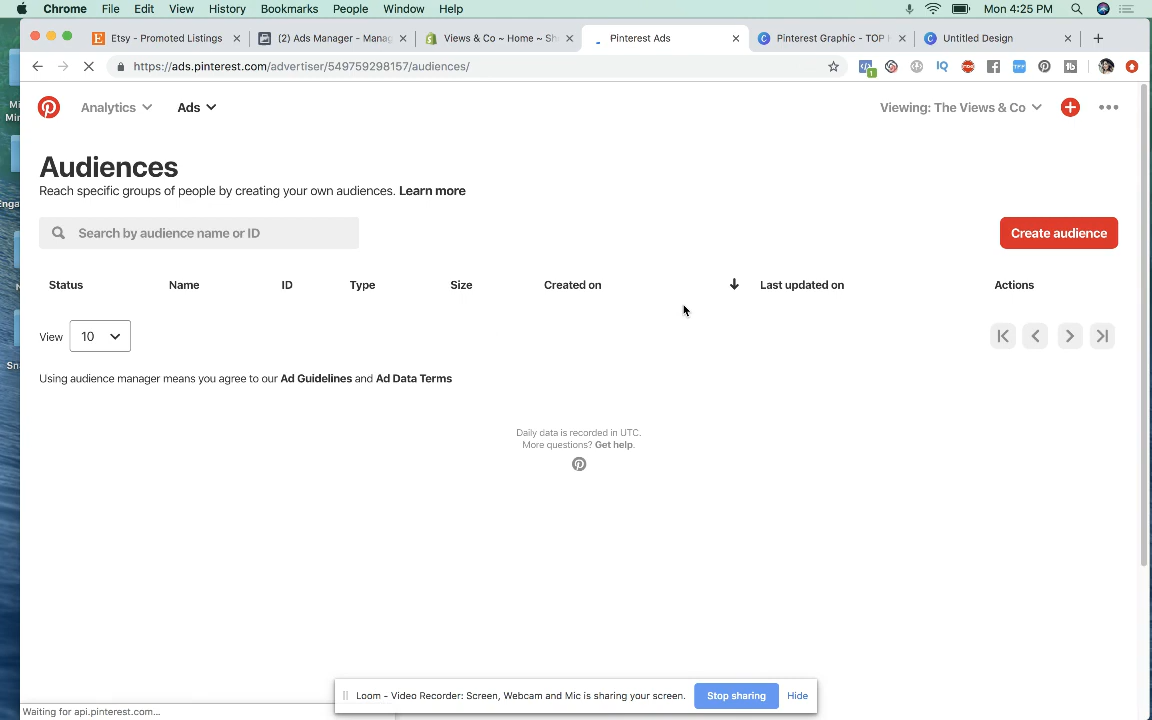 Chrome File Edit View History Bookmarks People Window Help Mon 4:25 PM
Etsy - Promoted Listings (2) Ads Manager - Manag Views & Co ~ Home ~ Sh Pinterest Ads Pinterest Graphic - TOP Untitled Design
https://ads.pinterest.com/advertiser/549759298157/audiences/
Analytics Ads Viewing: The Views & Co
Audiences
Reach specific groups of people by creating your own audiences. Learn more
Search by audience name or ID Create audience
Status Name ID Type Size Created on Last updated on Actions
View 10
Using audience manager means you agree to our Ad Guidelines and Ad Data Terms
Daily data is recorded in UTC.
More questions? Get help.
Loom - Video Recorder: Screen, Webcam and Mic is sharing your screen. Stop sharing Hide
Waiting for api.pinterest.com...